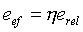 e_ef = ηe_rel